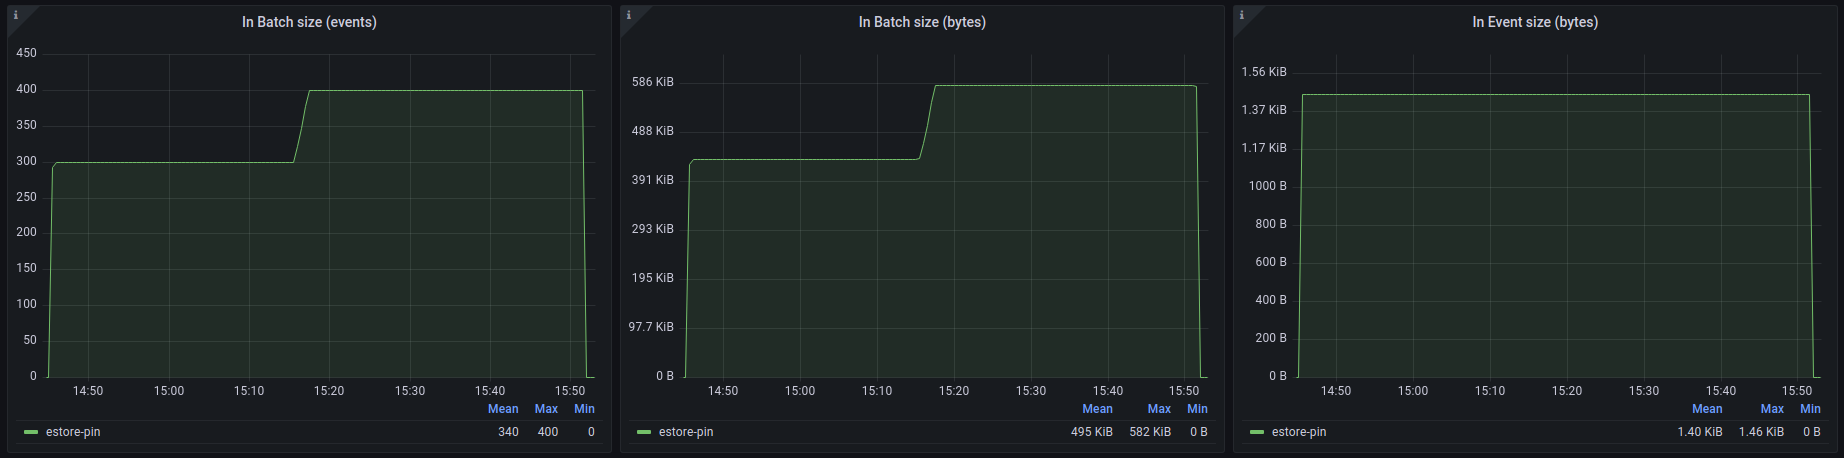 In Batch size (events)
450
400
350
300
250
200
150
100
50
0
14:50 15:00 15:10 15:20 15:30 15:40 15:50
Mean Max Min
estore-pin 340 400 0
In Batch size (bytes)
586 KiB
488 KiB
391 KiB
293 KiB
195 KiB
97.7 KiB
0 B
14:50 15:00 15:10 15:20 15:30 15:40 15:50
Mean Max Min
estore-pin 495 KiB 582 KiB 0 B
In Event size (bytes)
1.56 KiB
1.37 KiB
1.17 KiB
1000 B
800 B
600 B
400 B
200 B
0 B
14:50 15:00 15:10 15:20 15:30 15:40 15:50
Mean Max Min
estore-pin 1.40 KiB 1.46 KiB 0 B